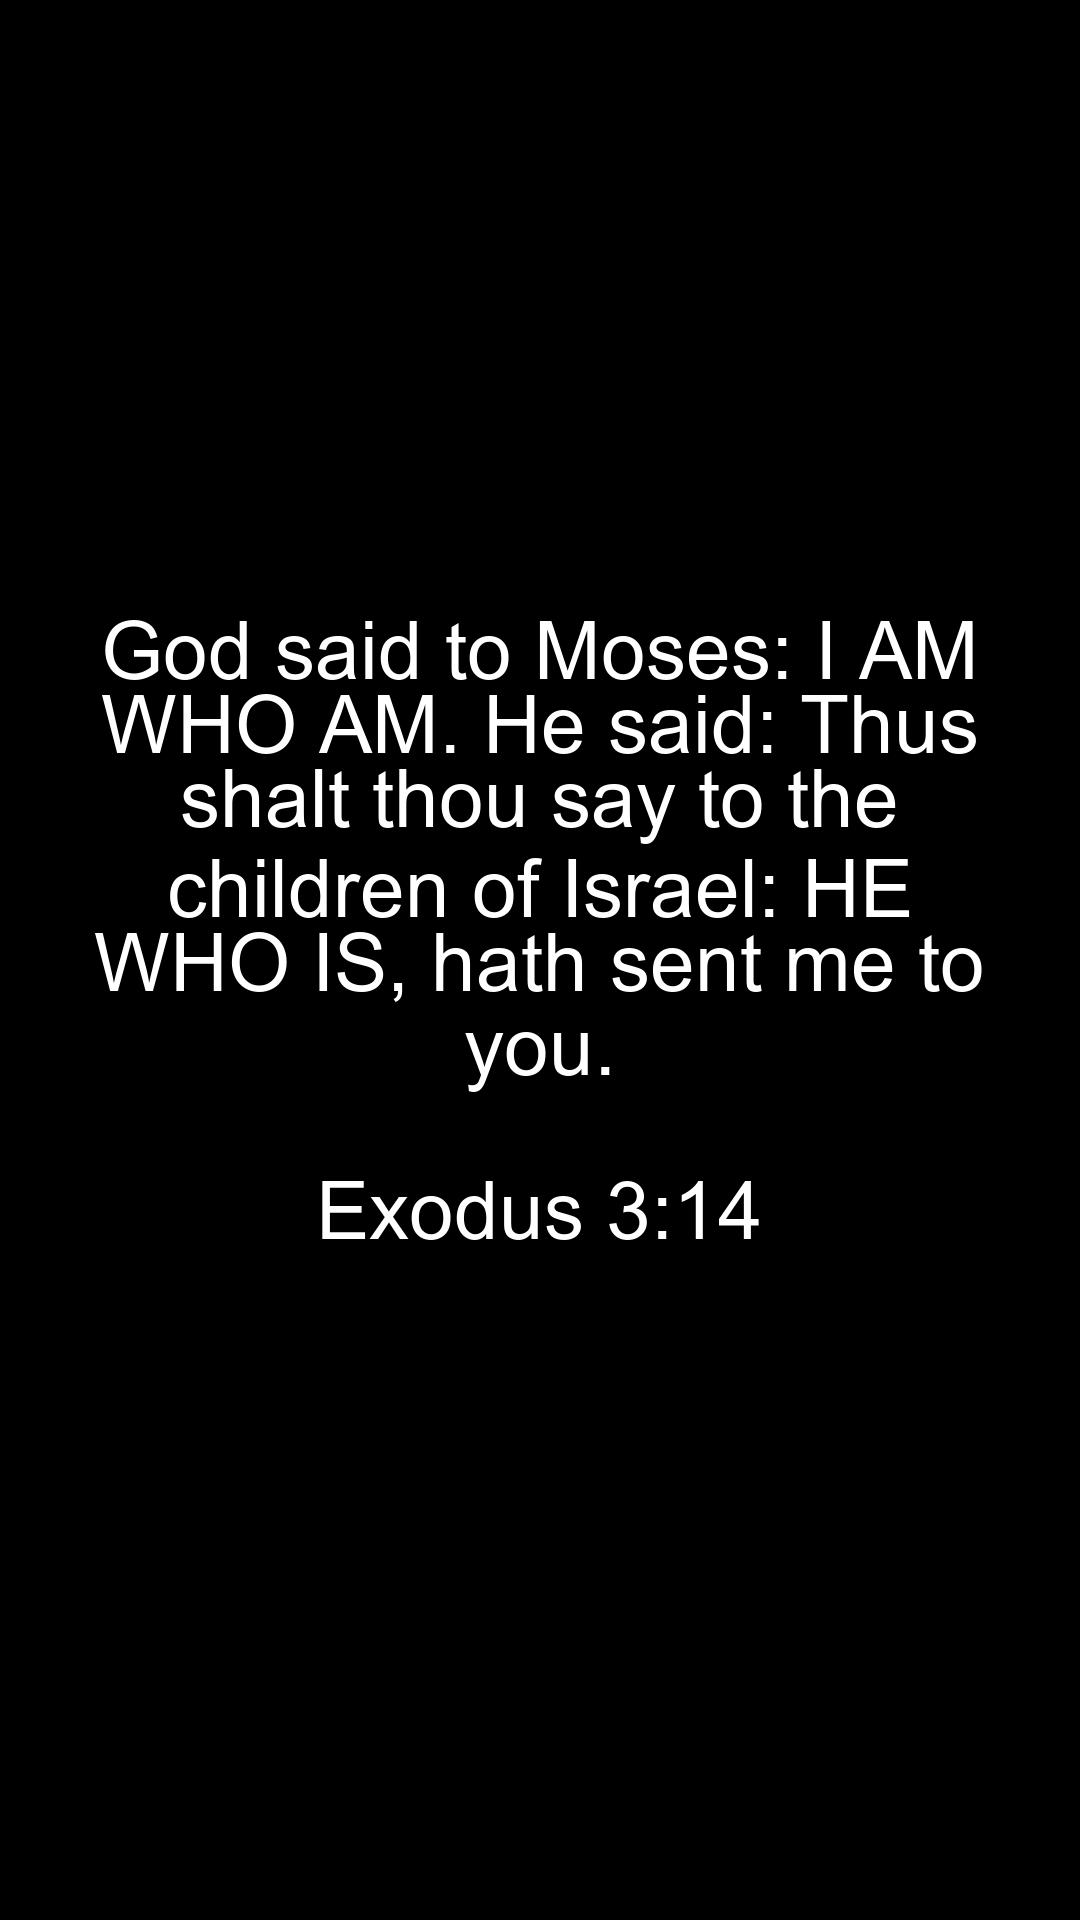 God said to Moses: I AM
WHO AM. He said: Thus
shalt thou say to the
children of Israel: HE
WHO IS, hath sent me to
you.
Exodus 3:14